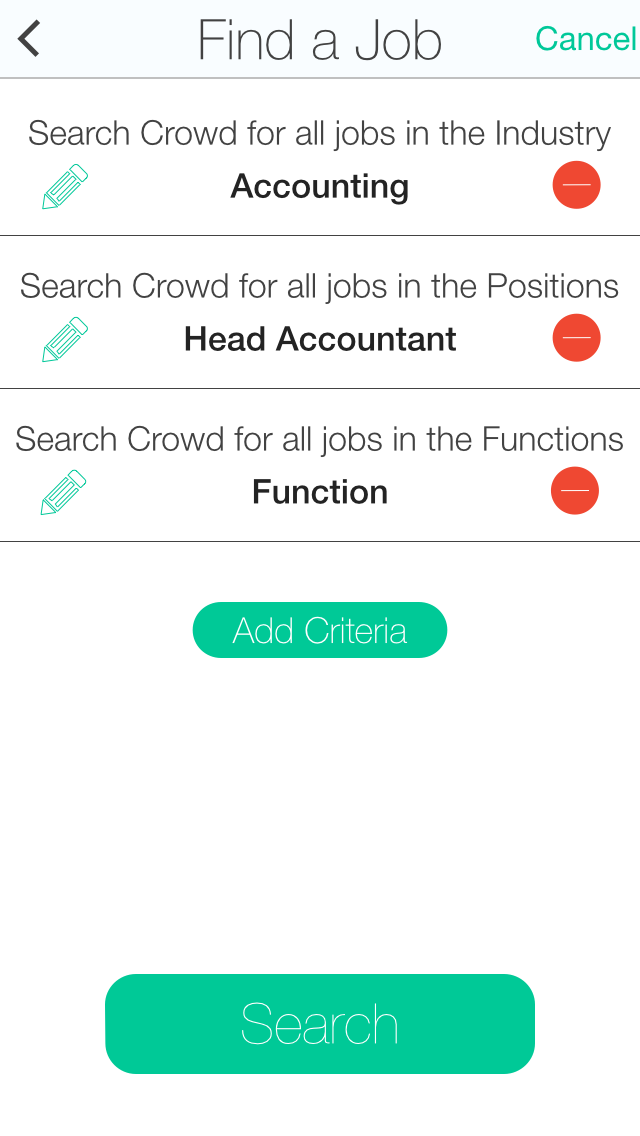 Find a Job
Cancel
Search Crowd for all jobs in the Industry
Accounting
Search Crowd for all jobs in the Positions
Head Accountant
Search Crowd for all jobs in the Functions
Function
Add Criteria
Search